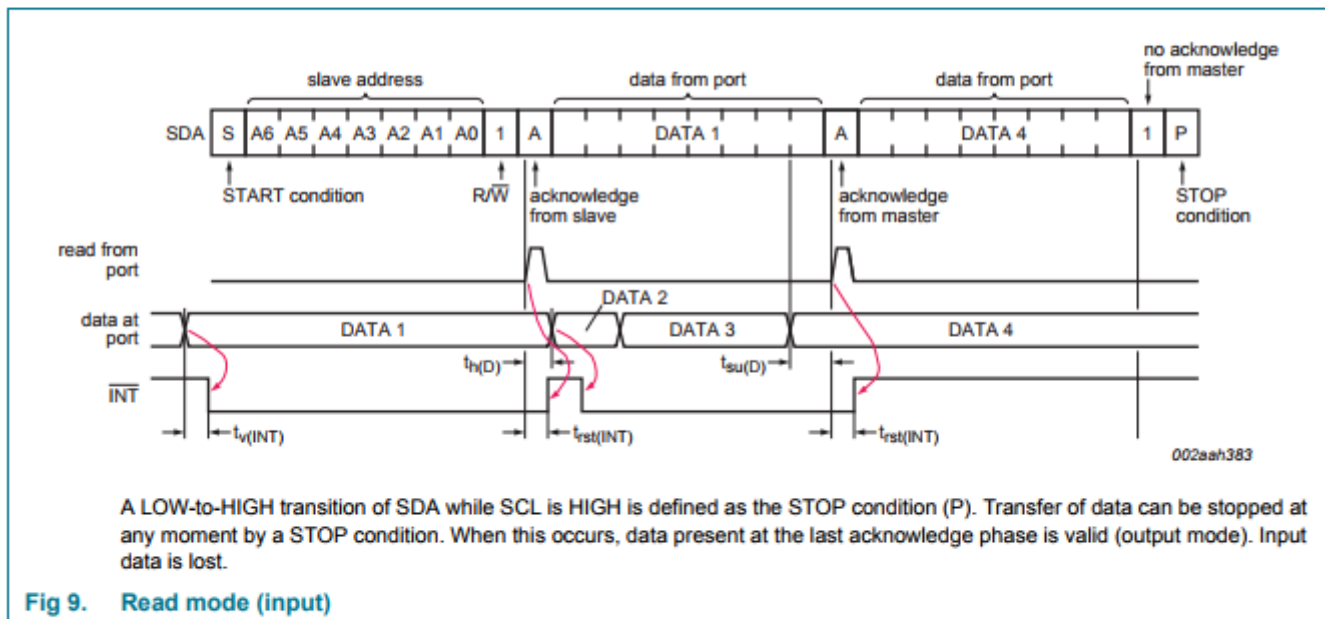 no acknowledge
from master
slave address
data from port
data from port
SDA S A6 A5 A4 A3 A2 A1 A0 1 A DATA 1 A DATA 4 1 P
START condition
R/W̅
acknowledge
from slave
acknowledge
from master
STOP
condition
read from
port
DATA 2
data at
port
DATA 1
DATA 3
DATA 4
th(D)
tsu(D)
I̅N̅T̅
tv(INT)
trst(INT)
trst(INT)
002aah383
A LOW-to-HIGH transition of SDA while SCL is HIGH is defined as the STOP condition (P). Transfer of data can be stopped at
any moment by a STOP condition. When this occurs, data present at the last acknowledge phase is valid (output mode). Input
data is lost.
Fig 9. Read mode (input)